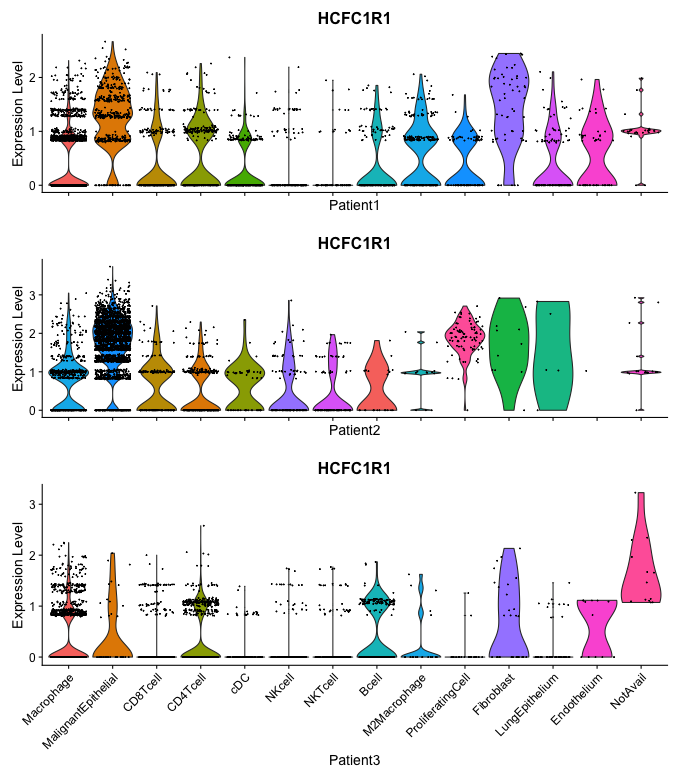 HCFC1R1
Expression Level
2
1
0
Patient1
HCFC1R1
Expression Level
3
2
1
0
Patient2
HCFC1R1
Expression Level
3
2
1
0
Macrophage
MalignantEpithelial
CD8Tcell
CD4Tcell
cDC
NKcell
NKTcell
Bcell
M2Macrophage
ProliferatingCell
Fibroblast
LungEpithelium
Endothelium
NotAvail
Patient3